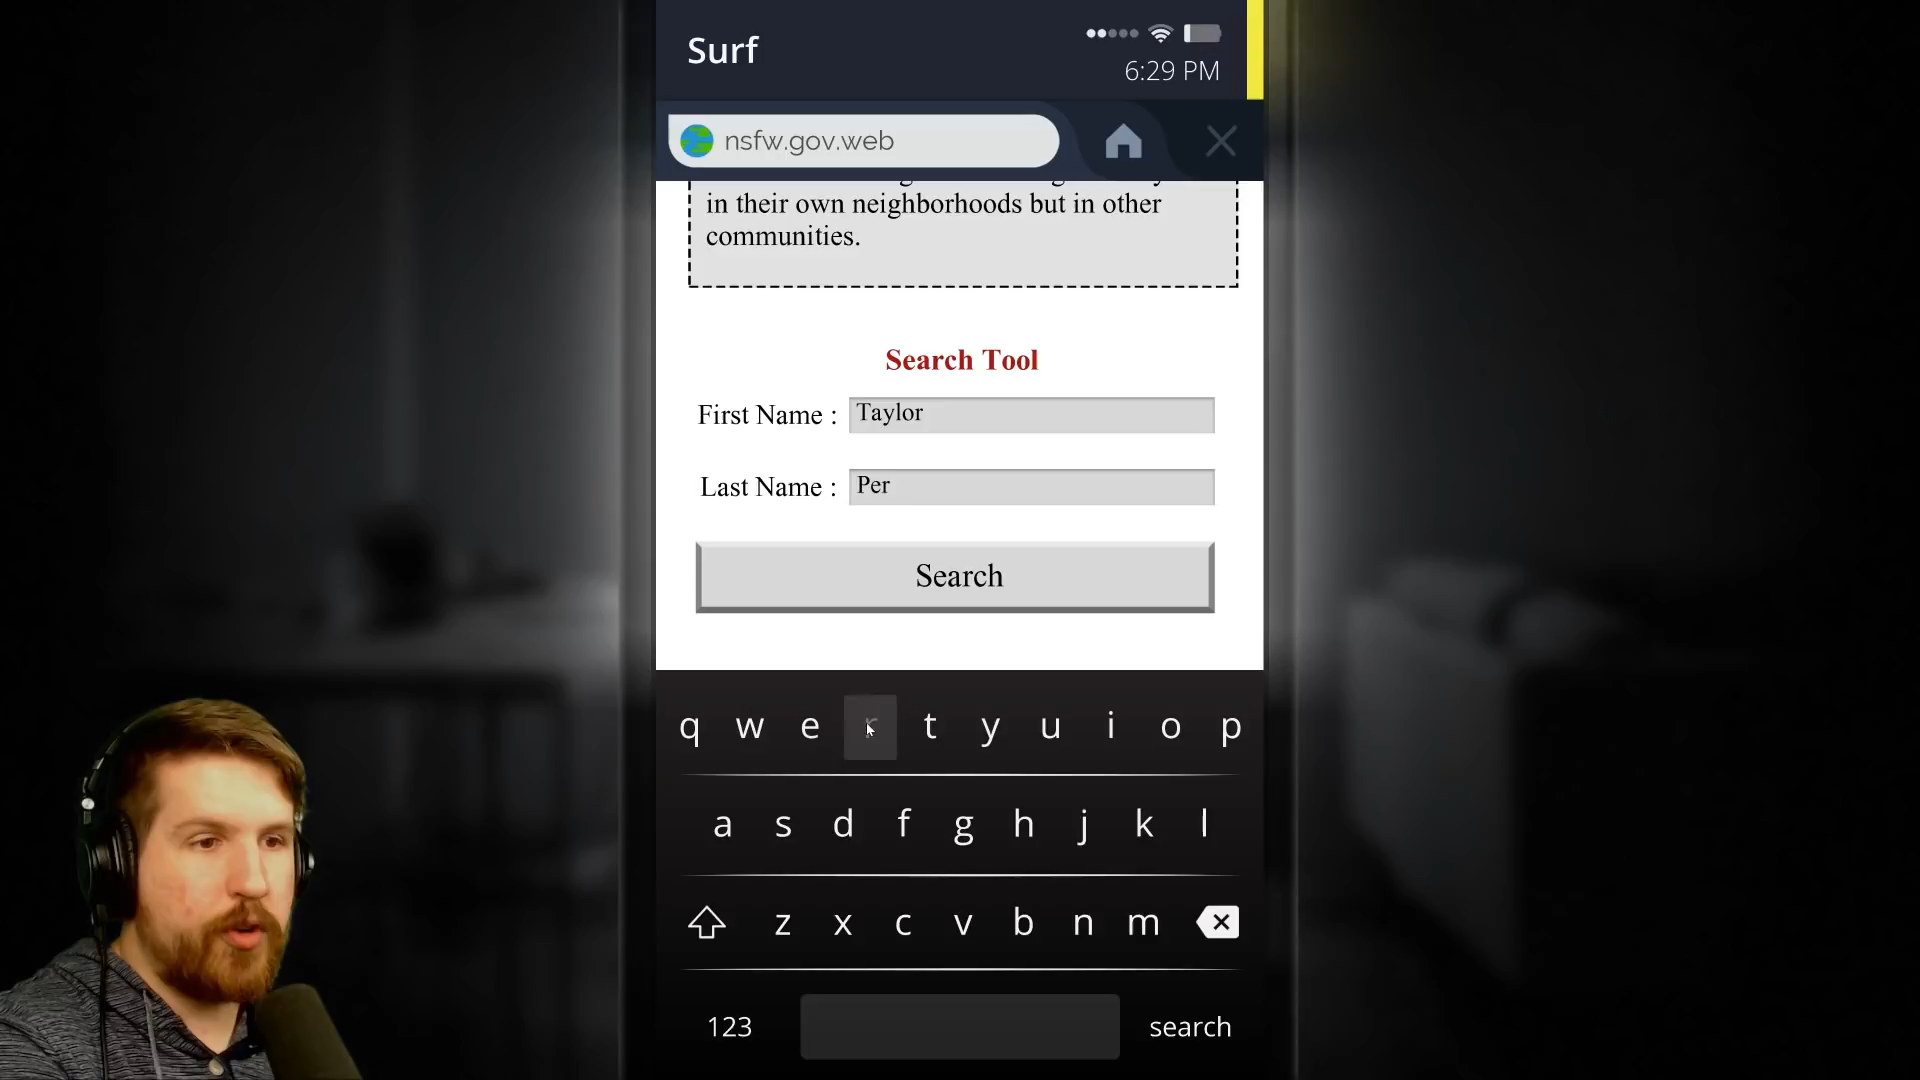 Surf
6:29 PM
nsfw.gov.web
in their own neighborhoods but in other
communities.
Search Tool
First Name : Taylor
Last Name : Per
Search
q w e r t y u i o p
a s d f g h j k l
z x c v b n m
123 search